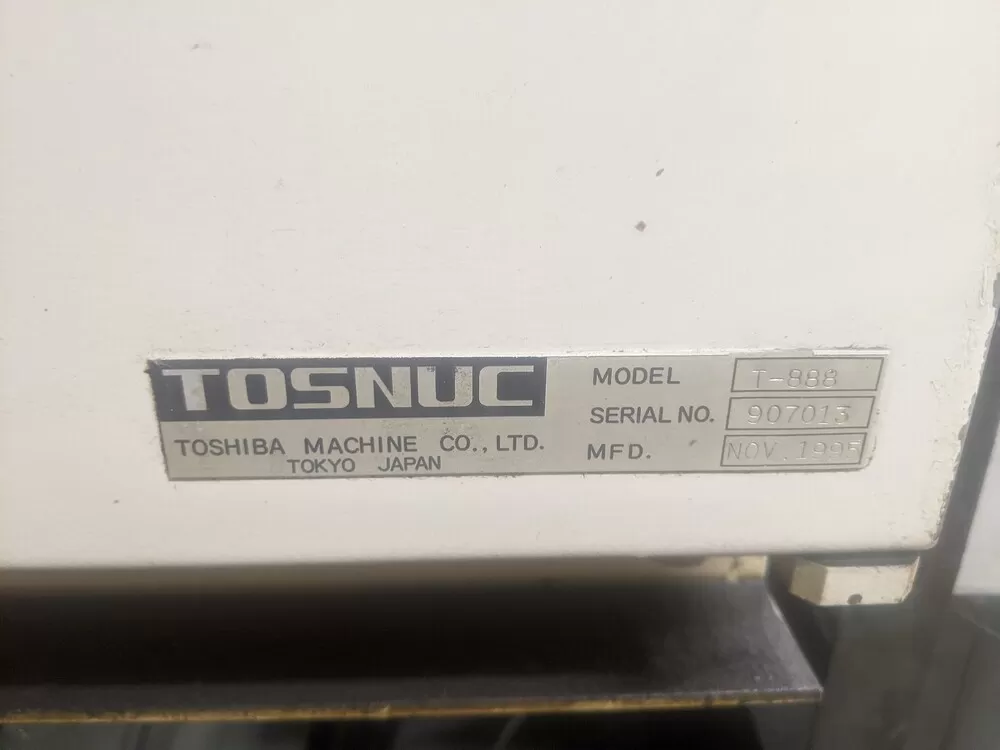 TOSNUC
TOSHIBA MACHINE CO., LTD.
TOKYO JAPAN
MODEL T-888
SERIAL NO. 907013
MFD. NOV. 1995